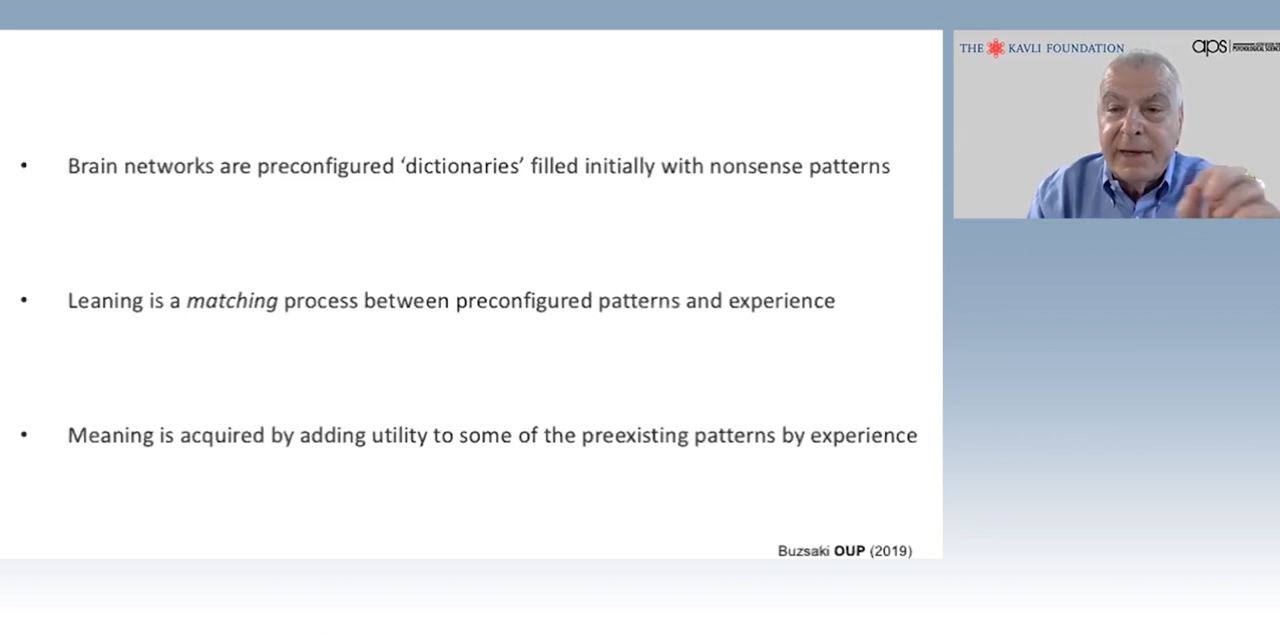 THE KAVLI FOUNDATION
aps
• Brain networks are preconfigured ‘dictionaries’ filled initially with nonsense patterns
• Leaning is a matching process between preconfigured patterns and experience
• Meaning is acquired by adding utility to some of the preexisting patterns by experience
Buzsaki OUP (2019)